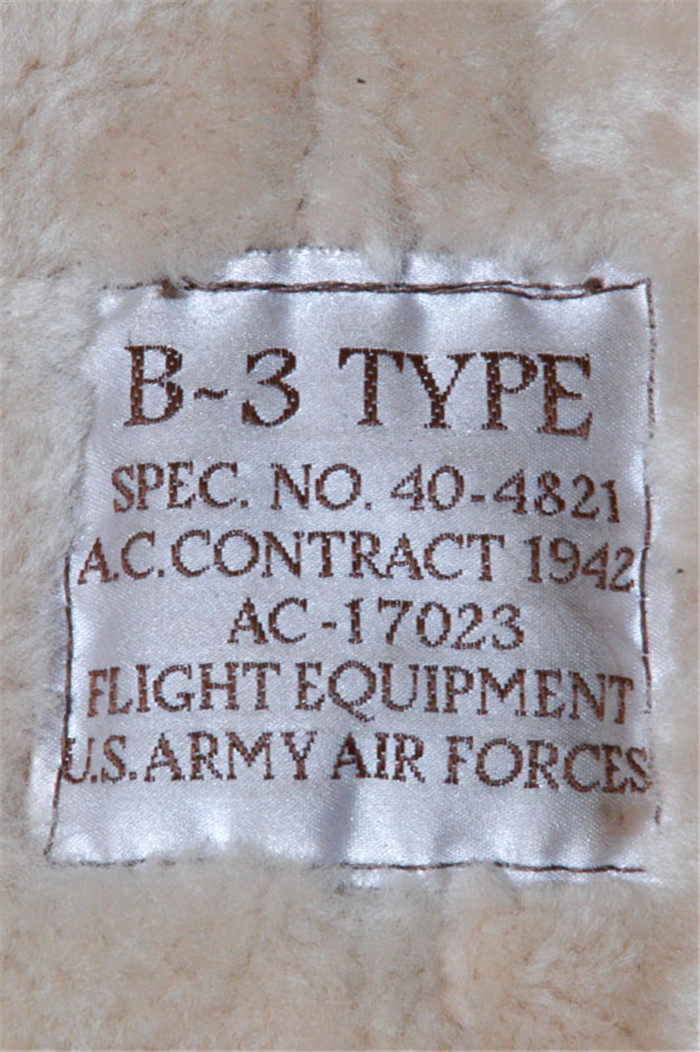 B~3 TYPE
SPEC. NO. 40-4821
A.C.CONTRACT 1942
AC-17023
FLIGHT EQUIPMENT
U.S.ARMY AIR FORCES